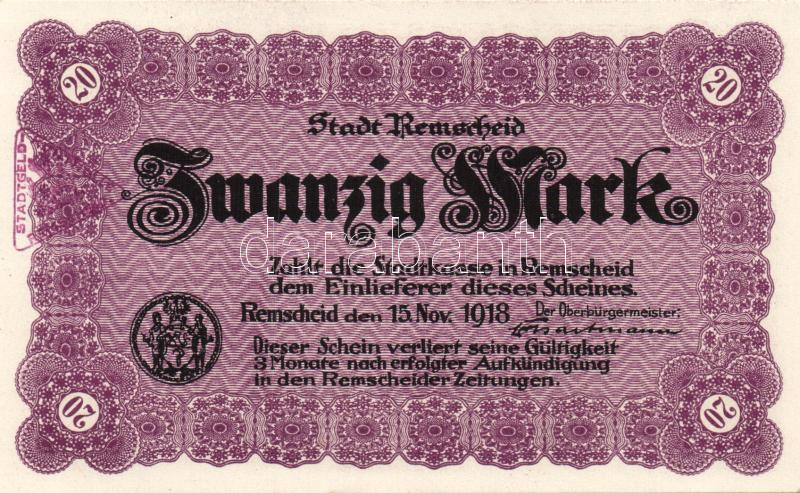 20
20
Stadt Remscheid
Zwanzig Mark
STADTGELD
darabanth
Zahlt die Stadtkasse in Remscheid
dem Einlieferer dieses Scheines.
Remscheid den 15. Nov. 1918 Der Oberbürgermeister:
Dieser Schein verliert seine Gültigkeit
3 Monate nach erfolgter Aufkündigung
in den Remscheider Zeitungen.
20
20